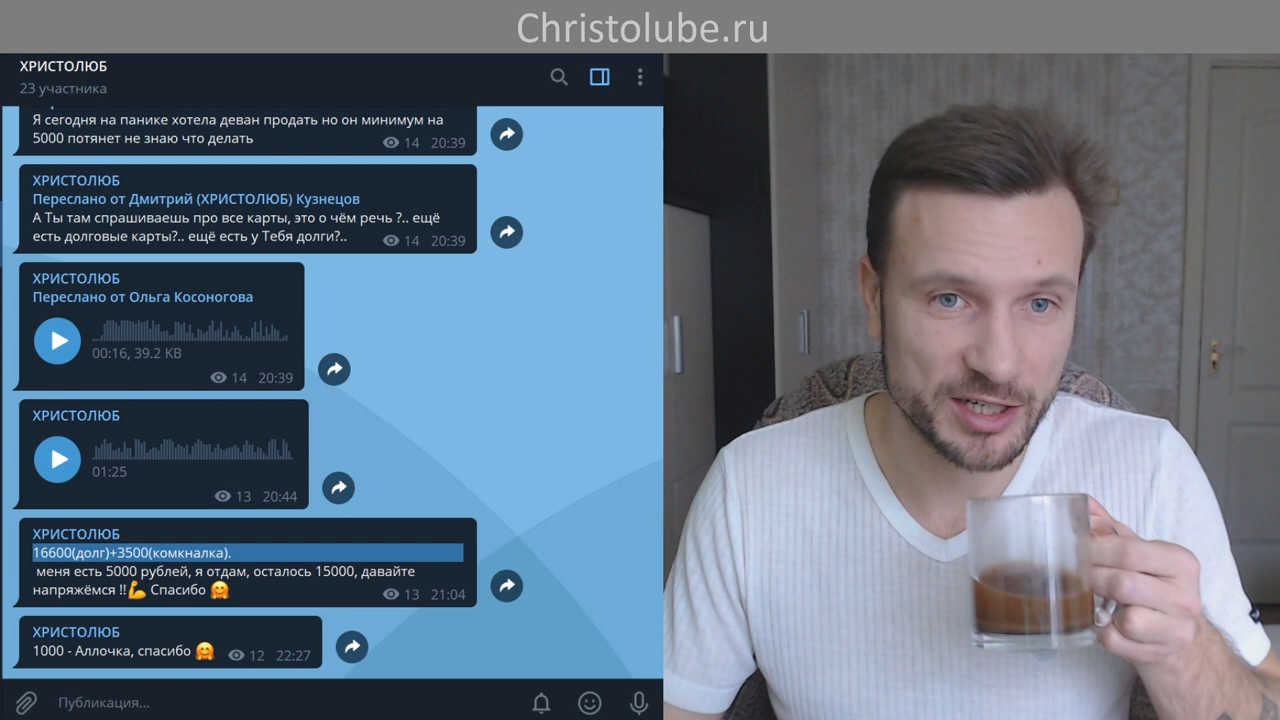 Christolube.ru
ХРИСТОЛЮБ
23 участника
Я сегодня на панике хотела деван продать но он минимум на
5000 потянет не знаю что делать
14 20:39
ХРИСТОЛЮБ
Переслано от Дмитрий (ХРИСТОЛЮБ) Кузнецов
А Ты там спрашиваешь про все карты, это о чём речь ?.. ещё
есть долговые карты?.. ещё есть у Тебя долги?..
14 20:39
ХРИСТОЛЮБ
Переслано от Ольга Косоногова
00:16, 39.2 KB
14 20:39
ХРИСТОЛЮБ
01:25
13 20:44
ХРИСТОЛЮБ
16600(долг)+3500(комкналка).
меня есть 5000 рублей, я отдам, осталось 15000, давайте
напряжёмся !!💪 Спасибо 🤗
13 21:04
ХРИСТОЛЮБ
1000 - Аллочка, спасибо 🤗
12 22:27
Публикация...